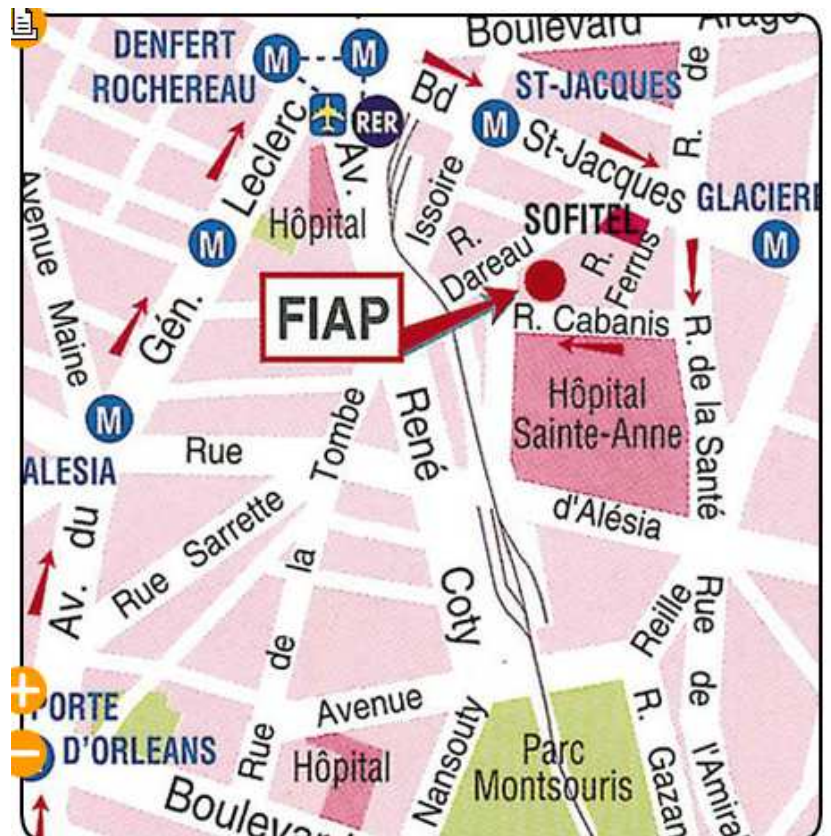 Boulevard Arago
DENFERT
ROCHEREAU
M
M
RER
Bd
St-Jacques
ST-JACQUES
M
R. de
Av. du
Gén.
Leclerc
Av.
René
Coty
Issoire
R.
Dareau
SOFITEL
R.
Ferrus
GLACIERE
M
Avenue
Maine
Hôpital
M
FIAP
R. Cabanis
R. de la Santé
Hôpital
Sainte-Anne
M
ALESIA
Rue
d'Alésia
Rue Sarrette
Rue de la Tombe
Reille
Rue de l'Amira
Avenue
R. Gazan
Nansouty
Parc
Montsouris
Hôpital
PORTE
D'ORLEANS
Boulevard
+
−